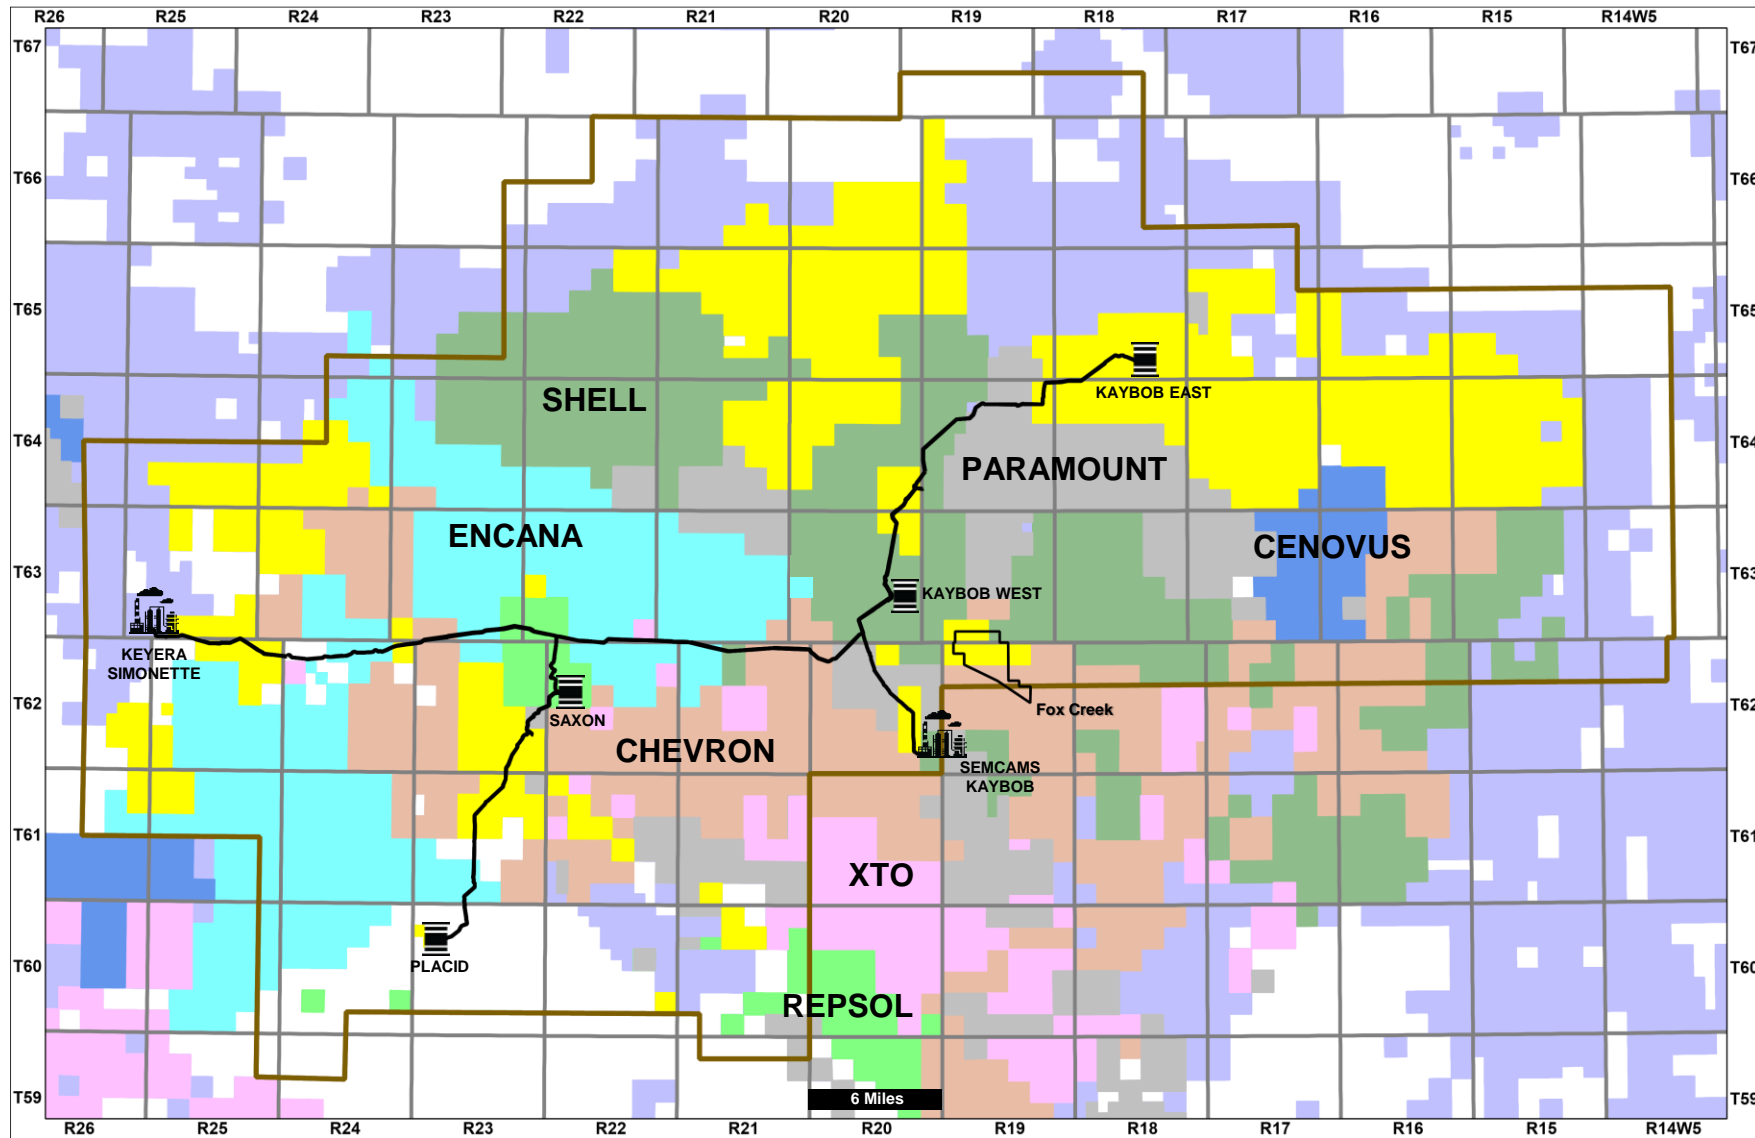 R26 R25 R24 R23 R22 R21 R20 R19 R18 R17 R16 R15 R14W5
T67 T67
T66 T66
T65 T65
KAYBOB EAST
SHELL
T64 T64
PARAMOUNT
ENCANA
CENOVUS
T63 T63
KAYBOB WEST
KEYERA
SIMONETTE
T62 T62
Fox Creek
SAXON
CHEVRON
SEMCAMS
KAYBOB
T61 T61
XTO
PLACID
T60 T60
REPSOL
6 Miles
T59 T59
R26 R25 R24 R23 R22 R21 R20 R19 R18 R17 R16 R15 R14W5